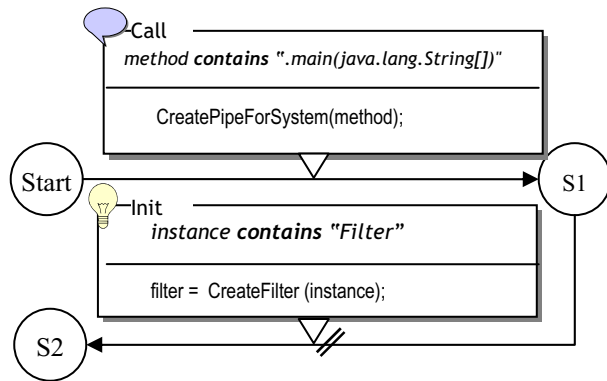 Call
method contains “.main(java.lang.String[])"
CreatePipeForSystem(method);
Start
S1
Init
instance contains “Filter”
filter = CreateFilter (instance);
S2